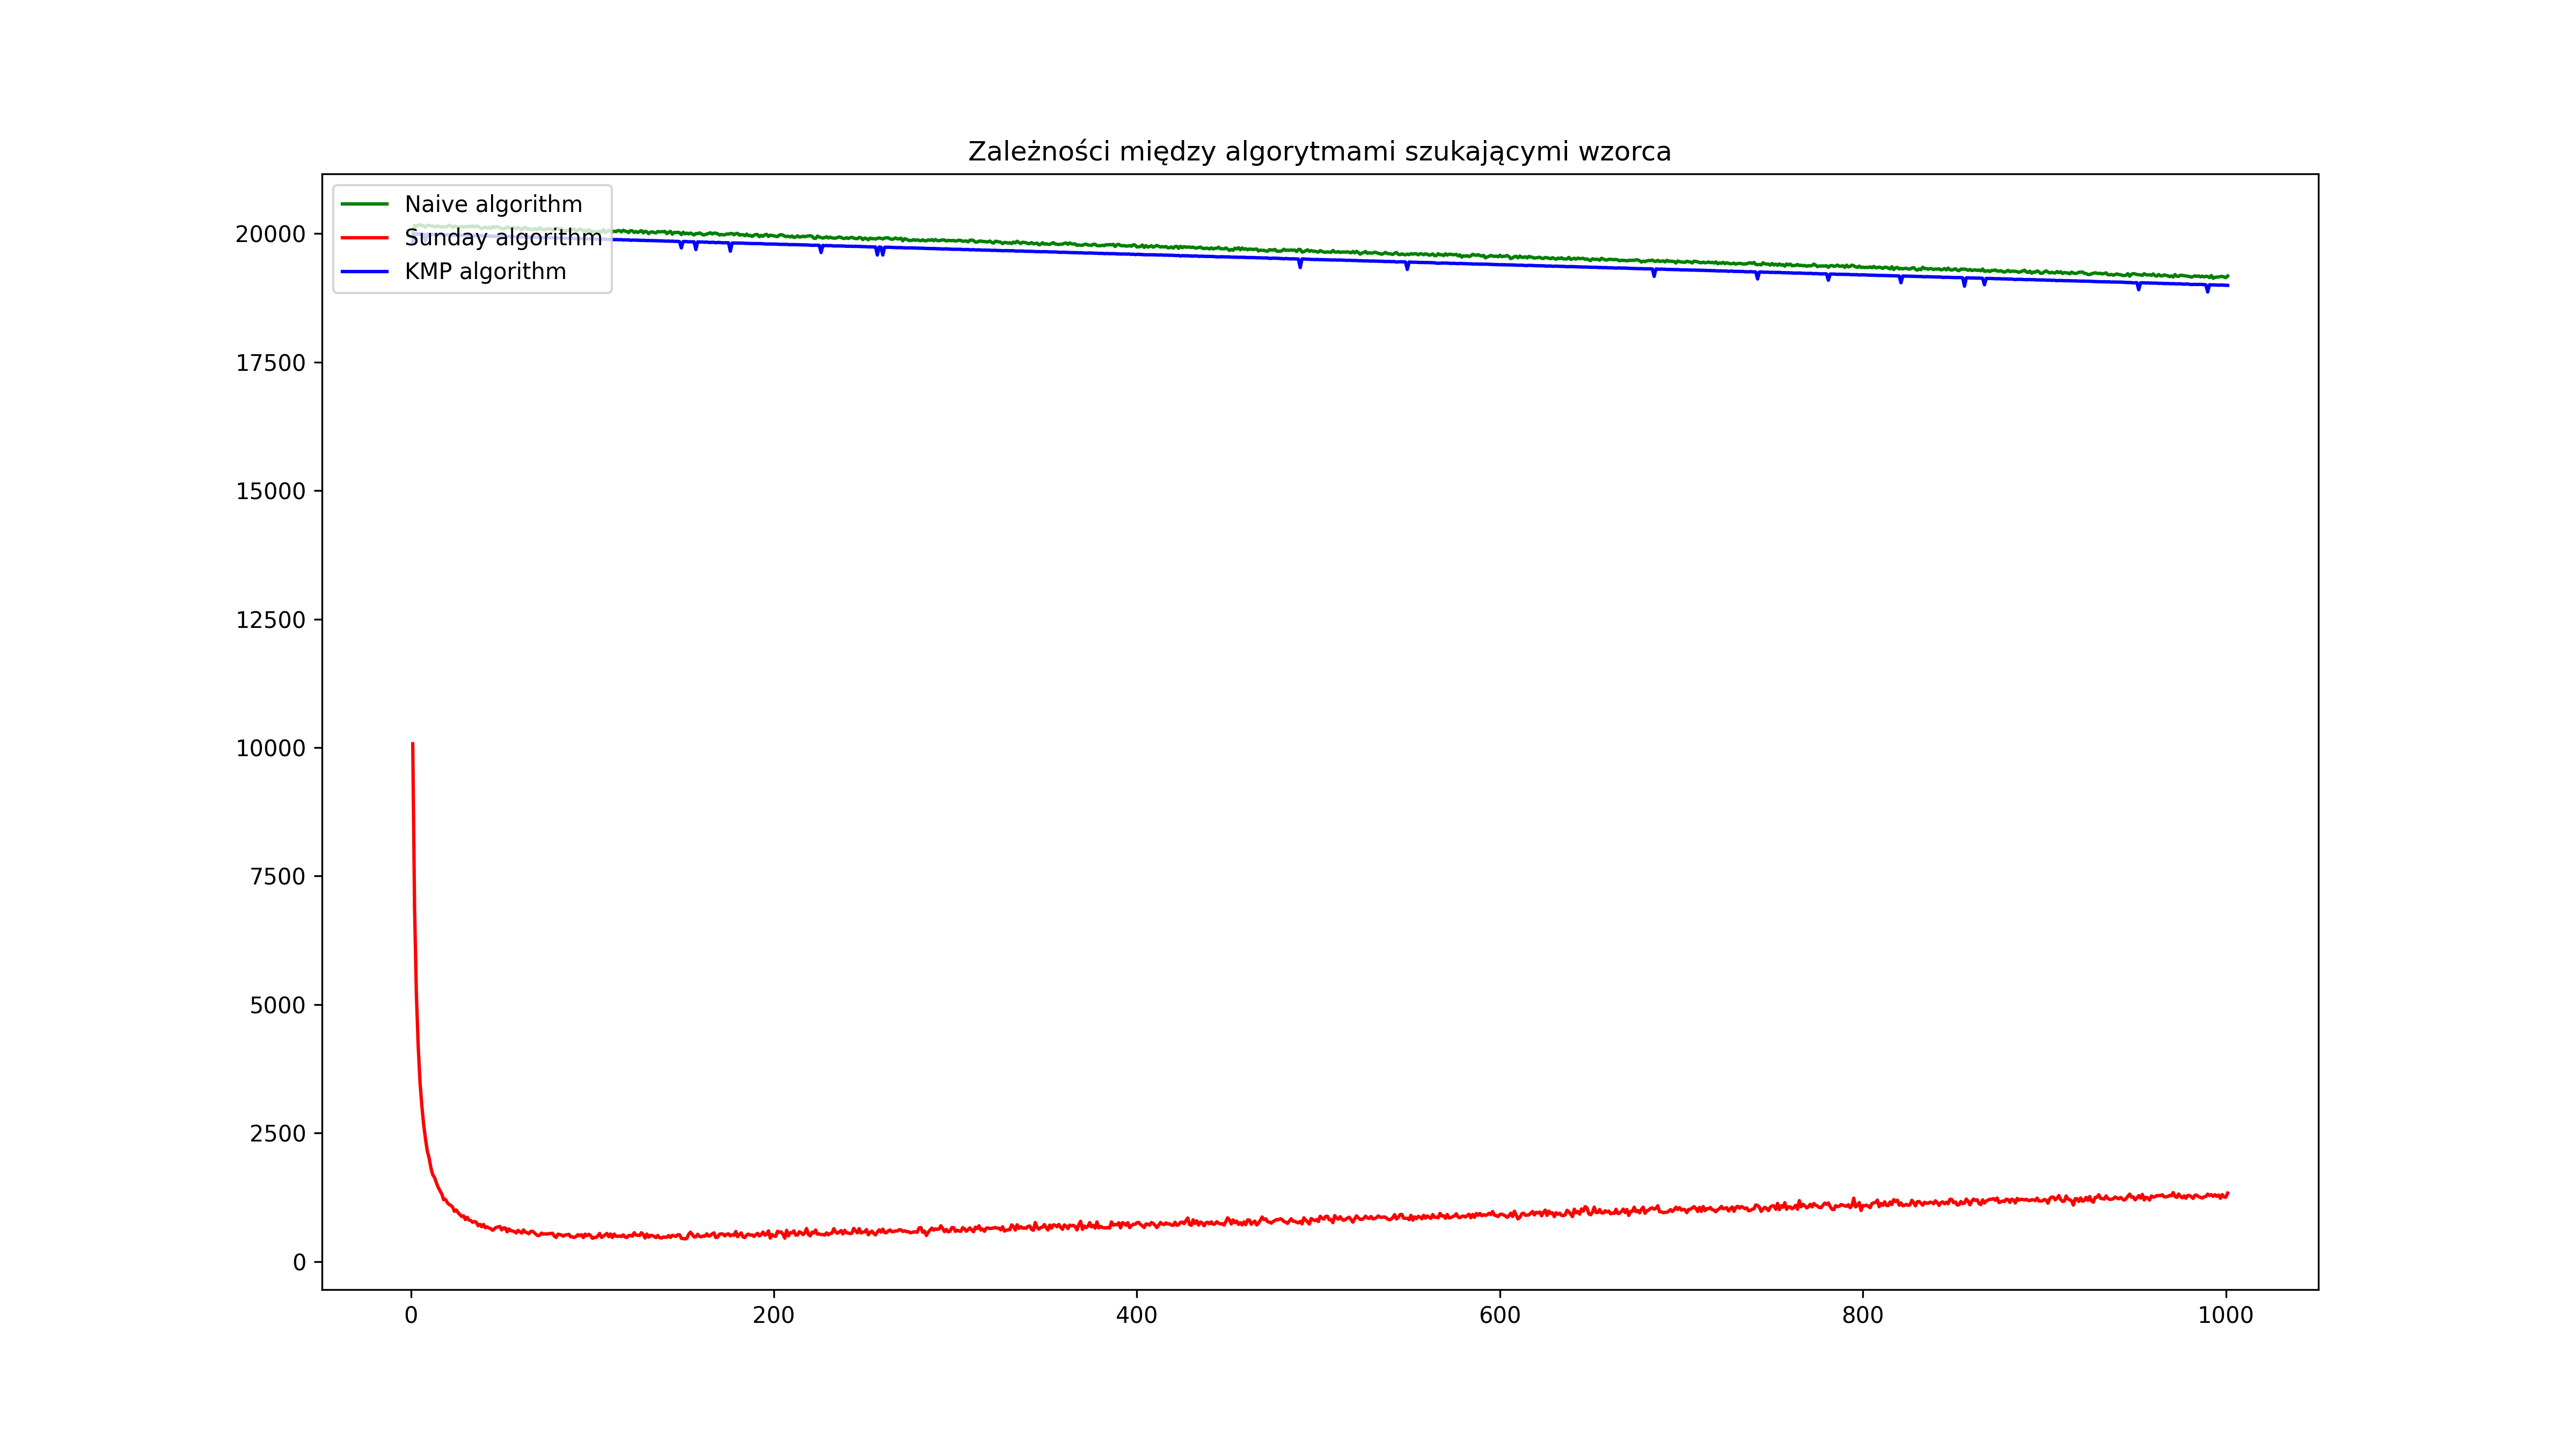 Zależności między algorytmami szukającymi wzorca
Naive algorithm
Sunday algorithm
KMP algorithm
20000
17500
15000
12500
10000
7500
5000
2500
0
0 200 400 600 800 1000